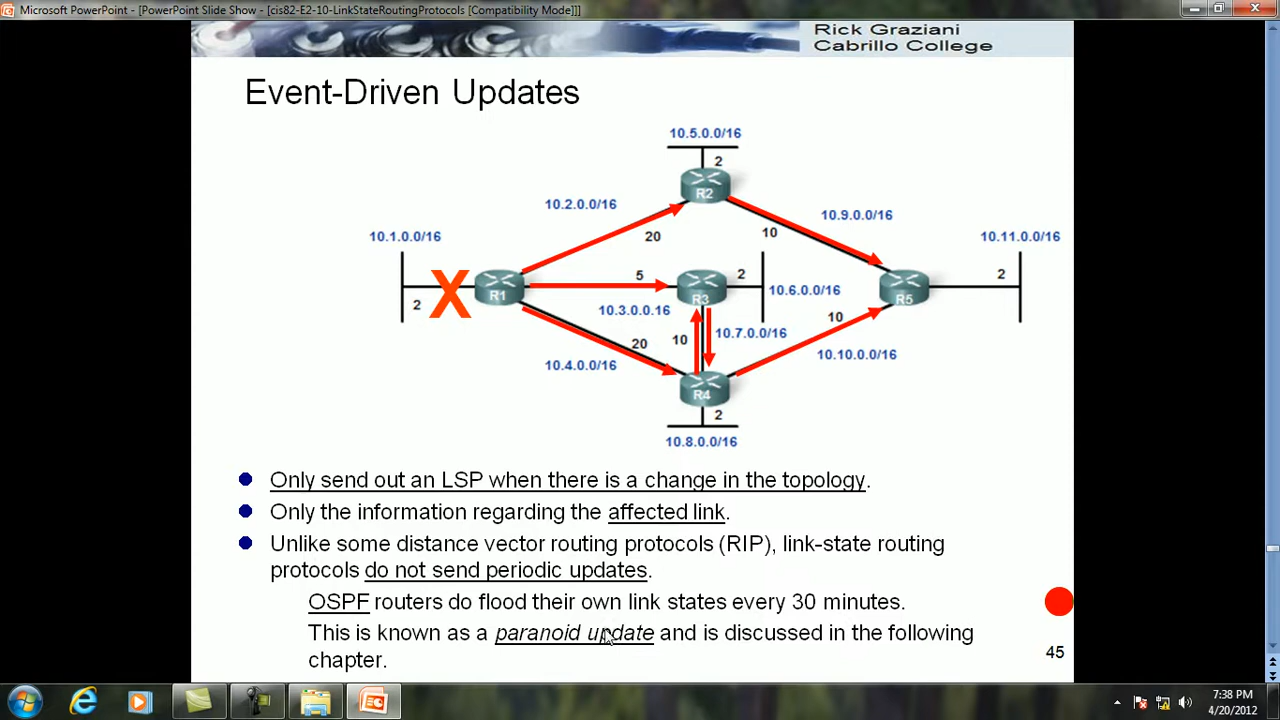 Microsoft PowerPoint - [PowerPoint Slide Show - [cis82-E2-10-LinkStateRoutingProtocols [Compatibility Mode]]]
Rick Graziani
Cabrillo College
Event-Driven Updates
10.5.0.0/16
2
R2
10.2.0.0/16
10.9.0.0/16
20
10
10.1.0.0/16
10.11.0.0/16
2
R1
5
R3
2
10.6.0.0/16
R5
2
X
10.3.0.0.16
10
10.7.0.0/16
10
20
10.4.0.0/16
10.10.0.0/16
R4
2
10.8.0.0/16
Only send out an LSP when there is a change in the topology.
Only the information regarding the affected link.
Unlike some distance vector routing protocols (RIP), link-state routing
protocols do not send periodic updates.
OSPF routers do flood their own link states every 30 minutes.
This is known as a paranoid update and is discussed in the following
chapter.
45
7:38 PM
4/20/2012